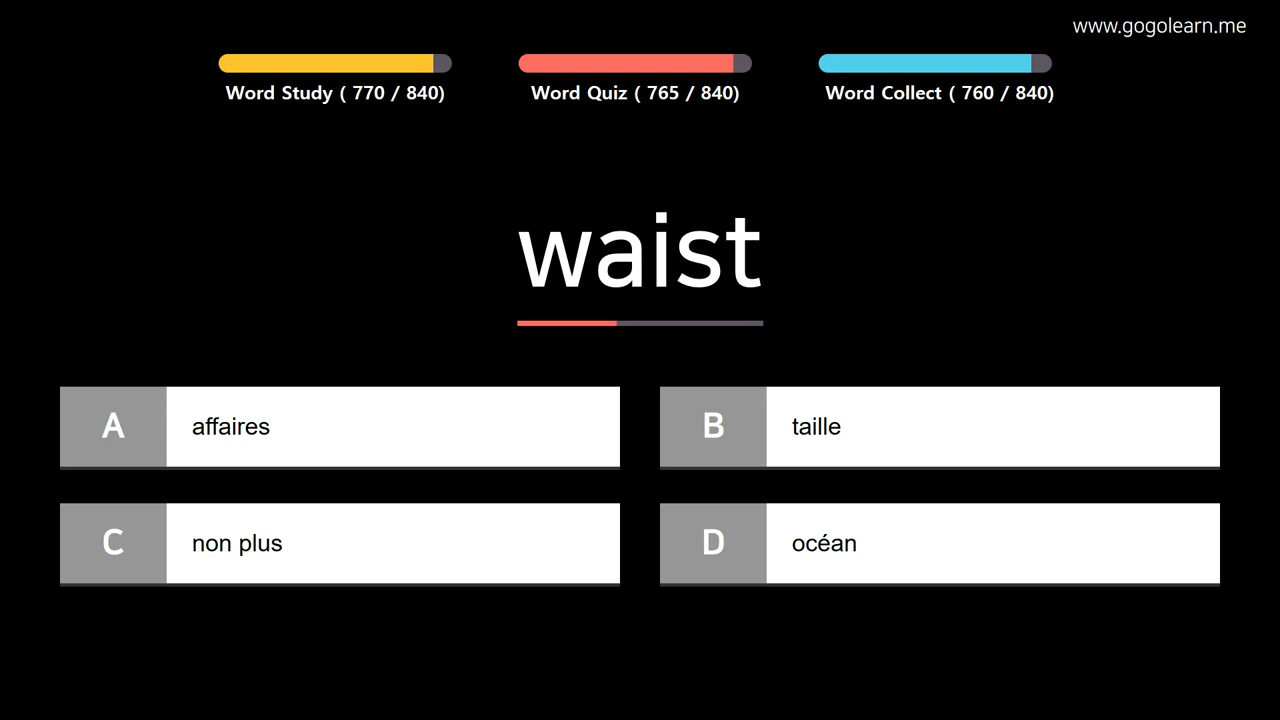 www.gogolearn.me
Word Study ( 770 / 840)
Word Quiz ( 765 / 840)
Word Collect ( 760 / 840)
waist
A affaires
B taille
C non plus
D océan